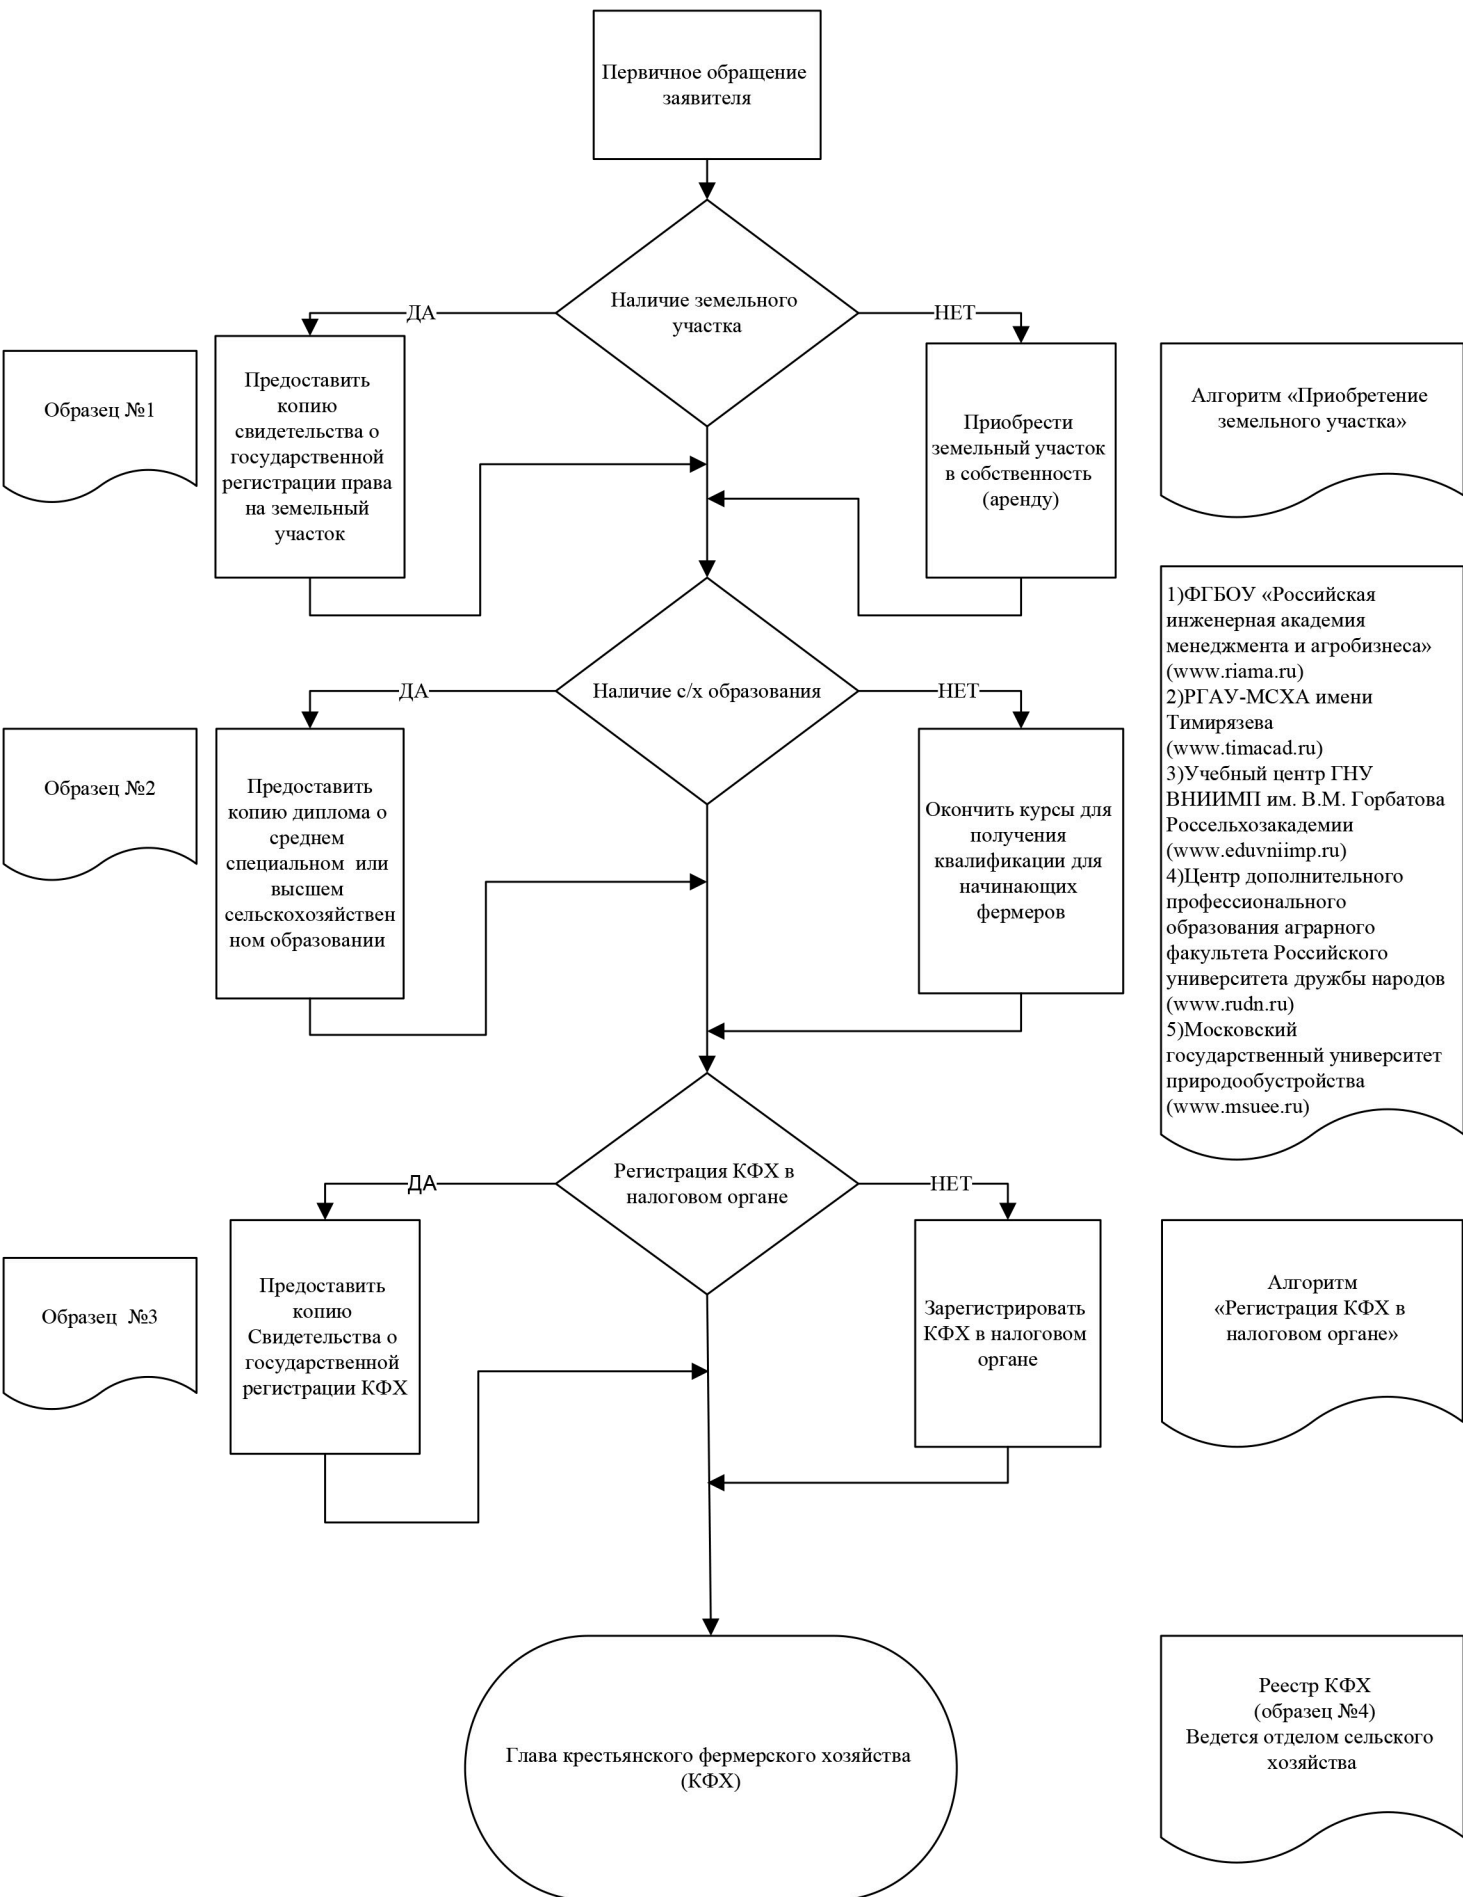 Первичное обращение
заявителя
Наличие земельного
участка
ДА
НЕТ
Образец №1
Предоставить
копию
свидетельства о
государственной
регистрации права
на земельный
участок
Приобрести
земельный участок
в собственность
(аренду)
Алгоритм «Приобретение
земельного участка»
Наличие с/х образования
ДА
НЕТ
Образец №2
Предоставить
копию диплома о
среднем
специальном или
высшем
сельскохозяйствен
ном образовании
Окончить курсы для
получения
квалификации для
начинающих
фермеров
1)ФГБОУ «Российская
инженерная академия
менеджмента и агробизнеса»
(www.riama.ru)
2)РГАУ-МСХА имени
Тимирязева
(www.timacad.ru)
3)Учебный центр ГНУ
ВНИИМП им. В.М. Горбатова
Россельхозакадемии
(www.eduvniimp.ru)
4)Центр дополнительного
профессионального
образования аграрного
факультета Российского
университета дружбы народов
(www.rudn.ru)
5)Московский
государственный университет
природообустройства
(www.msuee.ru)
Регистрация КФХ в
налоговом органе
ДА
НЕТ
Образец №3
Предоставить
копию
Свидетельства о
государственной
регистрации КФХ
Зарегистрировать
КФХ в налоговом
органе
Алгоритм
«Регистрация КФХ в
налоговом органе»
Глава крестьянского фермерского хозяйства
(КФХ)
Реестр КФХ
(образец №4)
Ведется отделом сельского
хозяйства